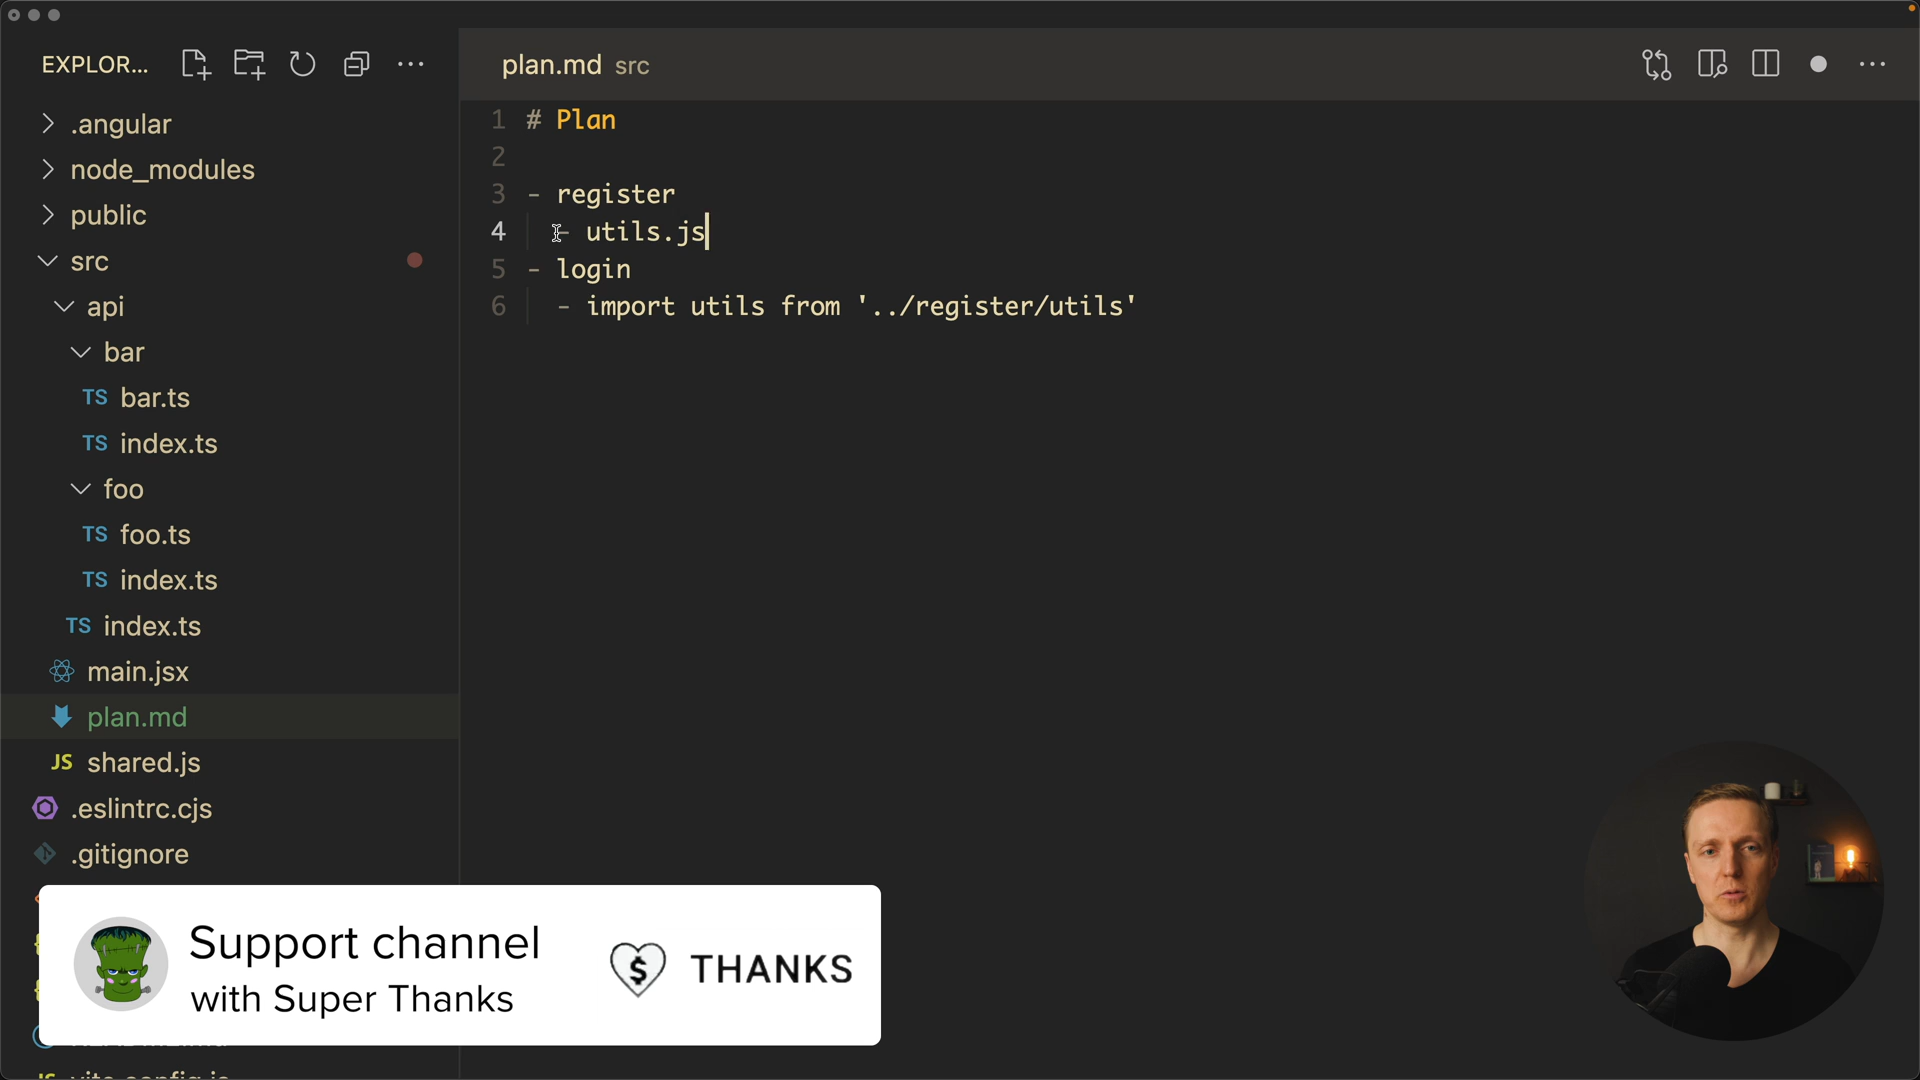 EXPLOR...
.angular
node_modules
public
src
api
bar
TS bar.ts
TS index.ts
foo
TS foo.ts
TS index.ts
TS index.ts
main.jsx
plan.md
JS shared.js
.eslintrc.cjs
.gitignore
plan.md src
1 # Plan
2
3 - register
4 - utils.js
5 - login
6 - import utils from '../register/utils'
Support channel
with Super Thanks
$ THANKS